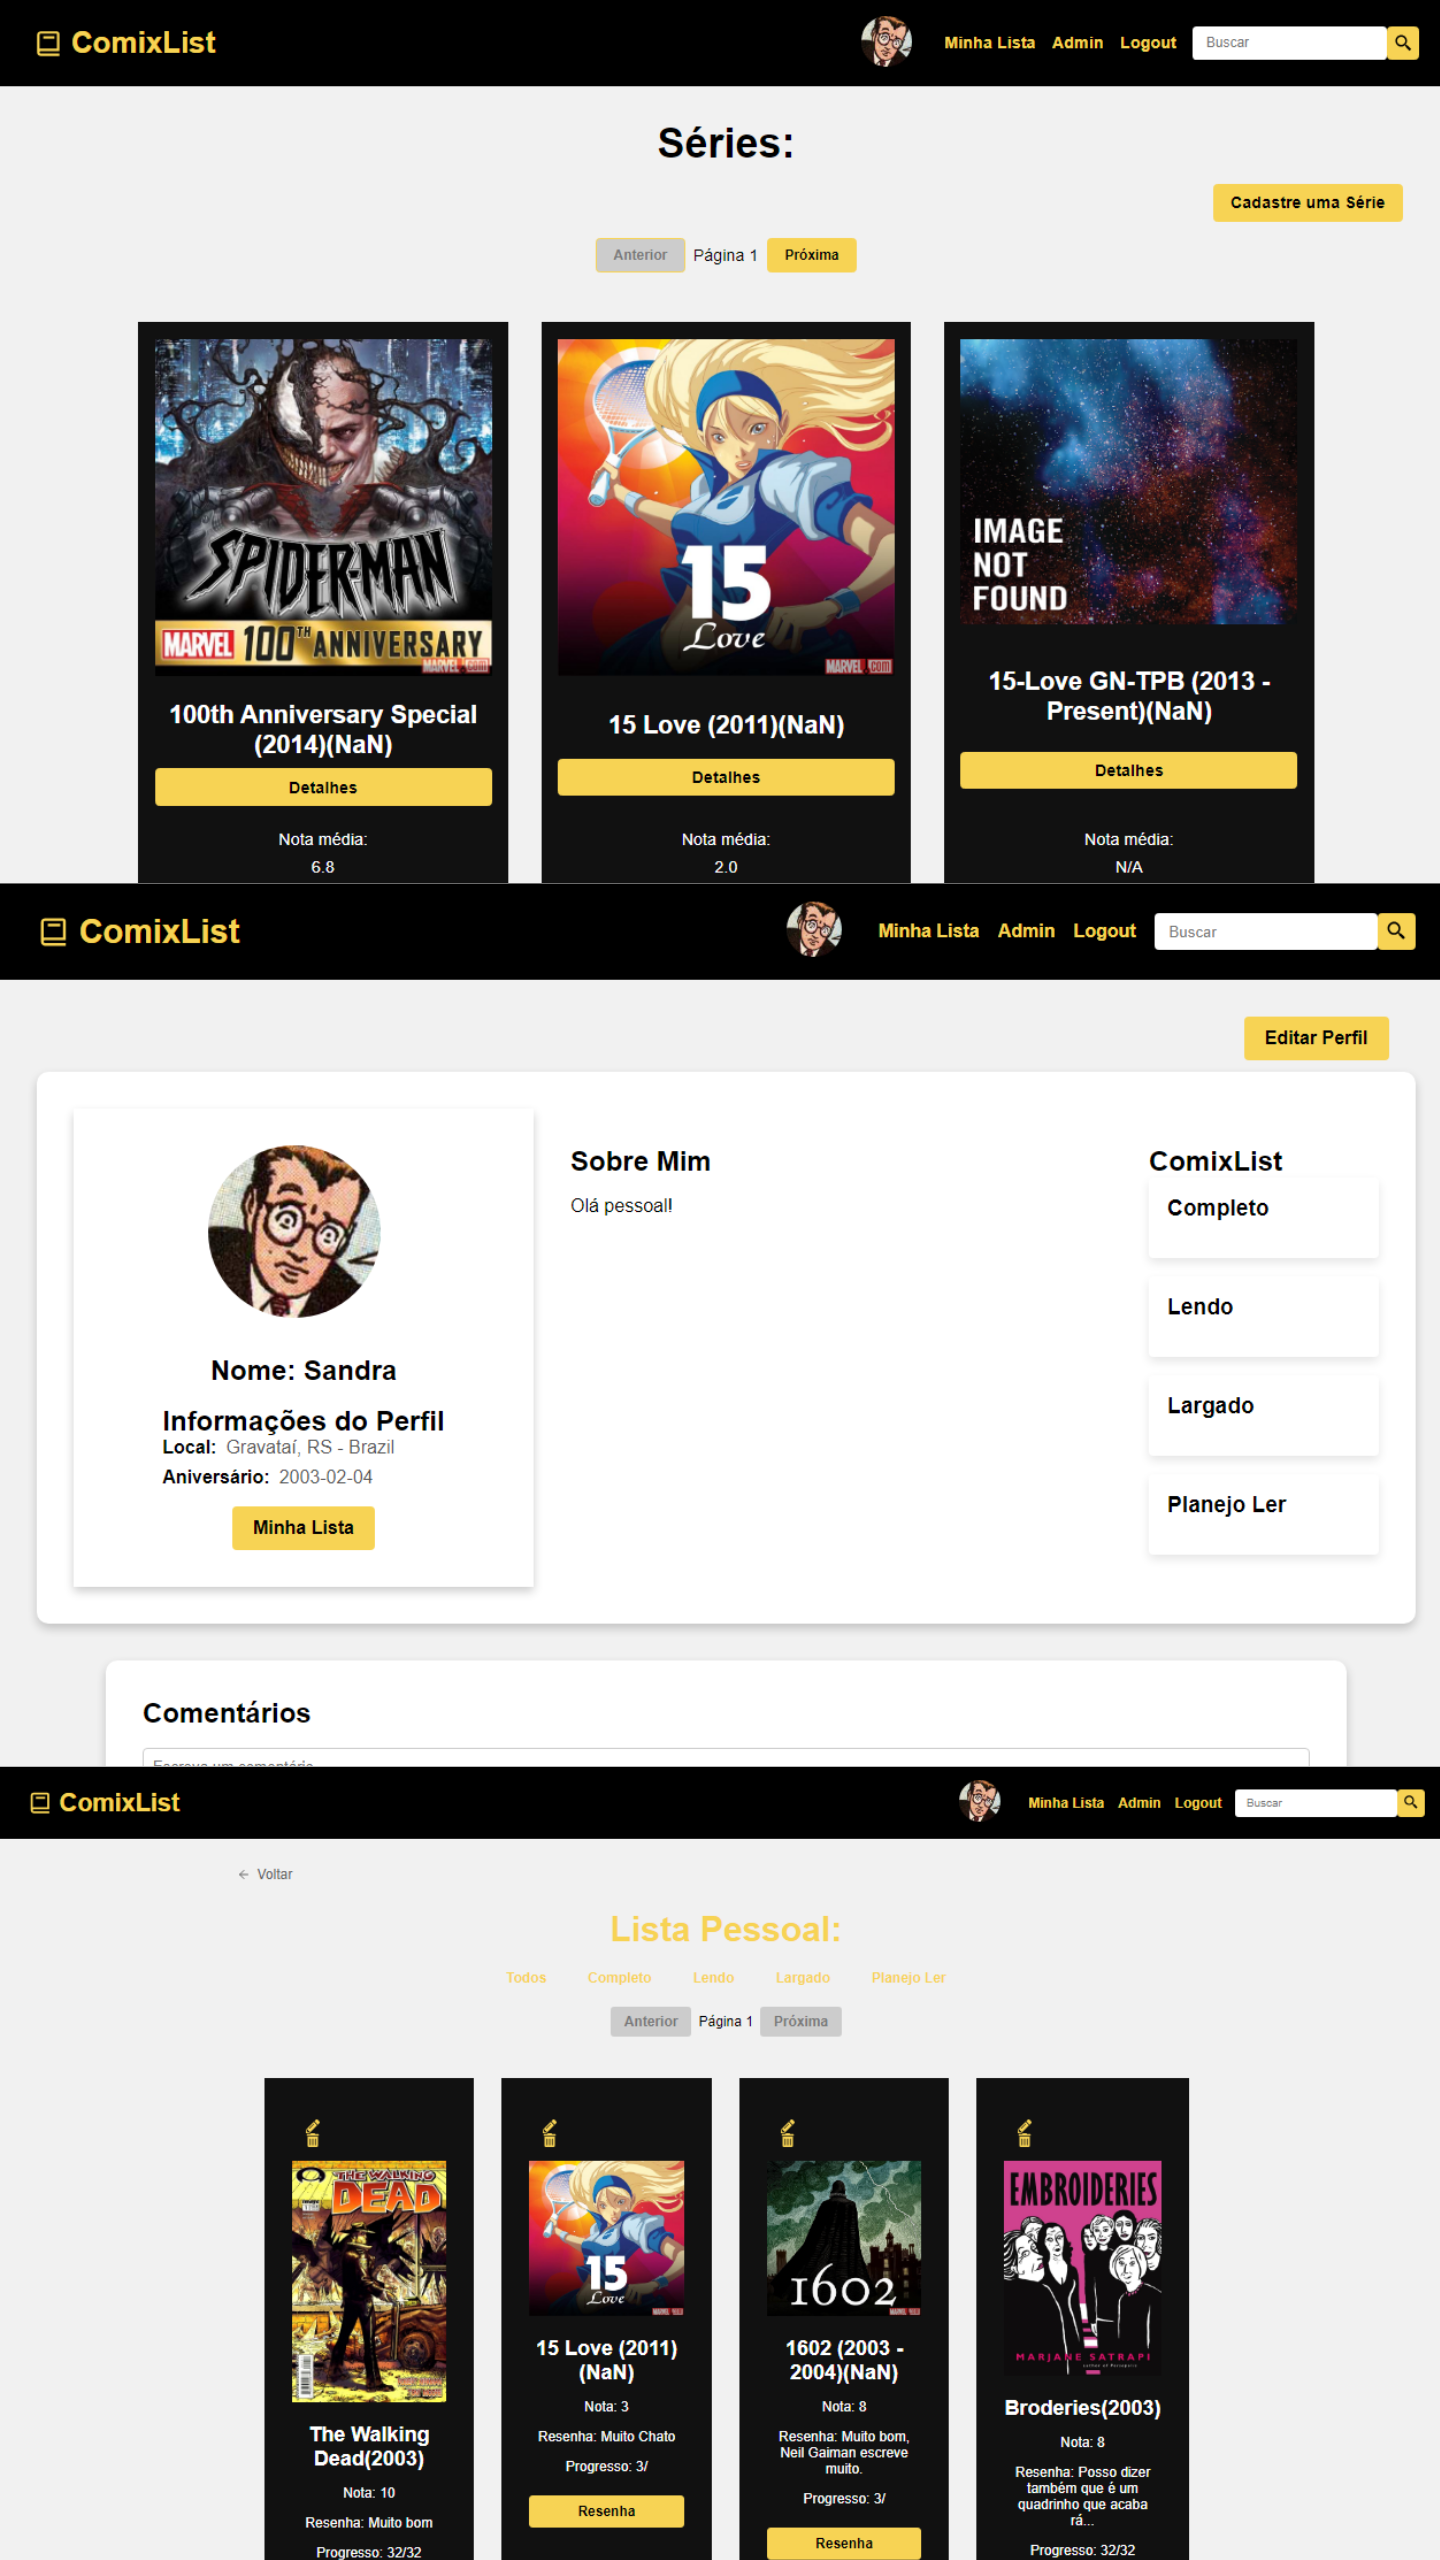 ComixList
Minha Lista
Admin
Logout
Buscar
Séries:
Cadastre uma Série
Anterior
Página 1
Próxima
SPIDER-MAN
MARVEL 100TH ANNIVERSARY
MARVEL.com
100th Anniversary Special
(2014)(NaN)
Detalhes
Nota média:
6.8
15
Love
MARVEL.com
15 Love (2011)(NaN)
Detalhes
Nota média:
2.0
IMAGE
NOT
FOUND
15-Love GN-TPB (2013 -
Present)(NaN)
Detalhes
Nota média:
N/A
ComixList
Minha Lista
Admin
Logout
Buscar
Editar Perfil
Nome: Sandra
Informações do Perfil
Local: Gravataí, RS - Brazil
Aniversário: 2003-02-04
Minha Lista
Sobre Mim
Olá pessoal!
ComixList
Completo
Lendo
Largado
Planejo Ler
Comentários
Escreva um comentário
ComixList
Minha Lista
Admin
Logout
Buscar
← Voltar
Lista Pessoal:
Todos
Completo
Lendo
Largado
Planejo Ler
Anterior
Página 1
Próxima
THE WALKING
DEAD
The Walking
Dead(2003)
Nota: 10
Resenha: Muito bom
Progresso: 32/32
15
Love
15 Love (2011)
(NaN)
Nota: 3
Resenha: Muito Chato
Progresso: 3/
Resenha
1602
1602 (2003 -
2004)(NaN)
Nota: 8
Resenha: Muito bom,
Neil Gaiman escreve
muito.
Progresso: 3/
Resenha
EMBROIDERIES
MARJANE SATRAPI
author of Persepolis
Broderies(2003)
Nota: 8
Resenha: Posso dizer
também que é um
quadrinho que acaba
rá...
Progresso: 32/32